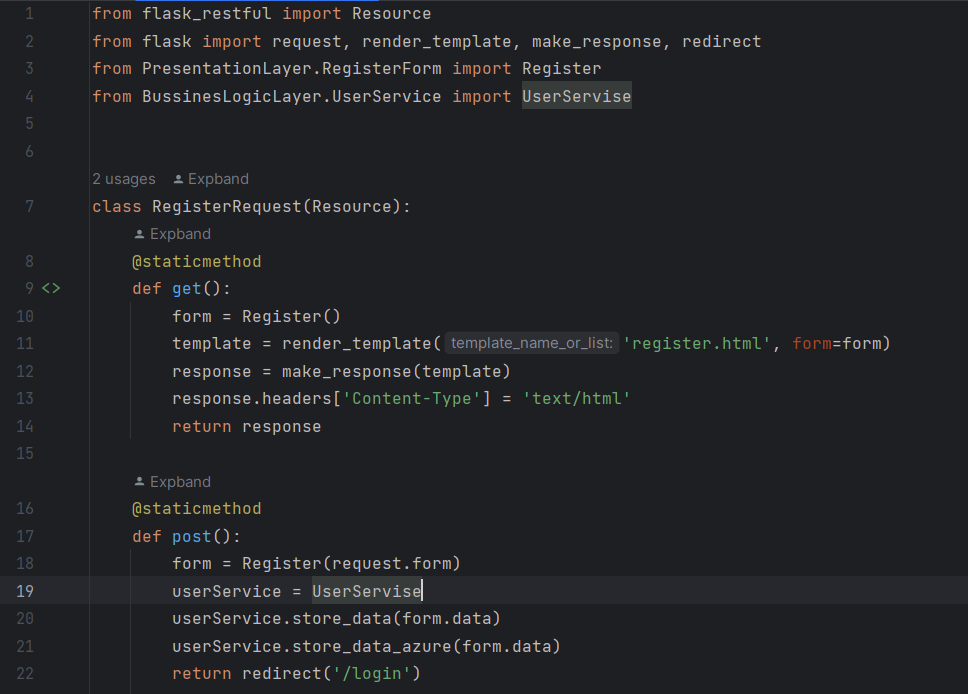 1 from flask_restful import Resource
2 from flask import request, render_template, make_response, redirect
3 from PresentationLayer.RegisterForm import Register
4 from BussinesLogicLayer.UserService import UserServise
5
6
2 usages Expband
7 class RegisterRequest(Resource):
Expband
8 @staticmethod
9 <> def get():
10 form = Register()
11 template = render_template( template_name_or_list: 'register.html', form=form)
12 response = make_response(template)
13 response.headers['Content-Type'] = 'text/html'
14 return response
15
Expband
16 @staticmethod
17 def post():
18 form = Register(request.form)
19 userService = UserServise
20 userService.store_data(form.data)
21 userService.store_data_azure(form.data)
22 return redirect('/login')